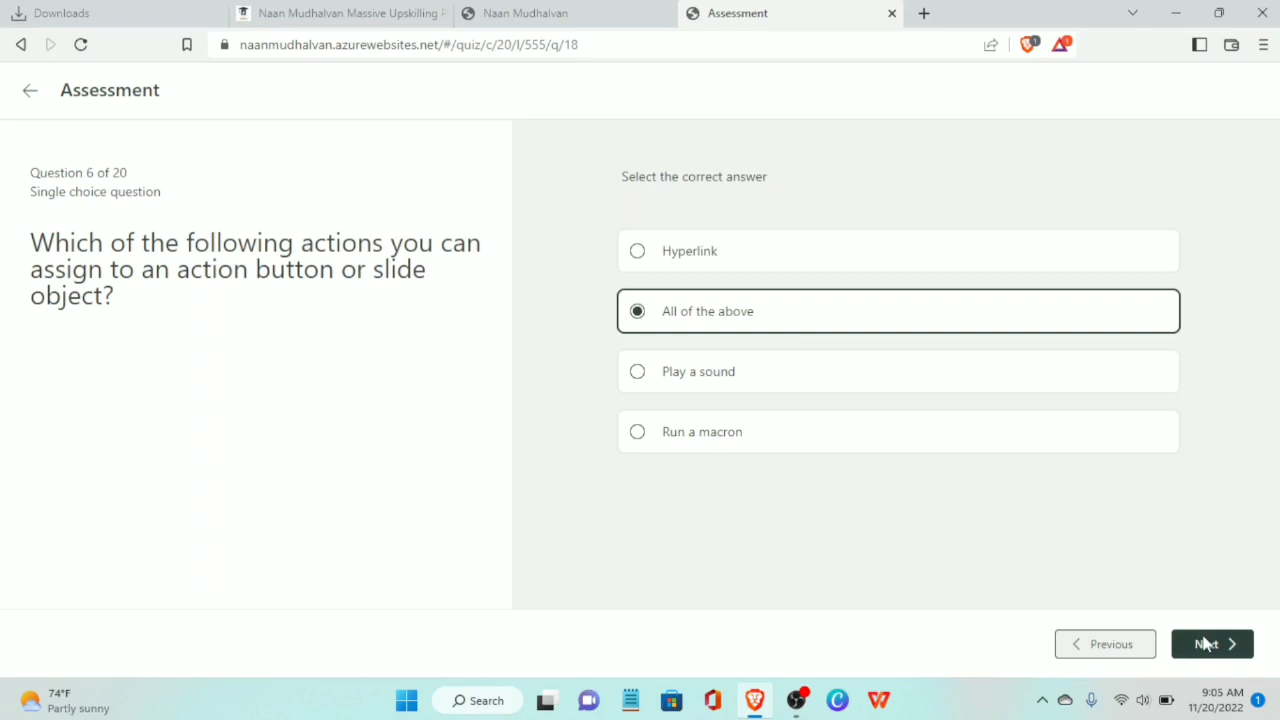 Downloads
Naan Mudhalvan Massive Upskilling P
Naan Mudhalvan
Assessment
naanmudhalvan.azurewebsites.net/#/quiz/c/20/l/555/q/18
1
1
Assessment
Question 6 of 20
Single choice question
Which of the following actions you can
assign to an action button or slide
object?
Select the correct answer
Hyperlink
All of the above
Play a sound
Run a macron
Previous
Next
74°F
Partly sunny
Search
9:05 AM
11/20/2022
1